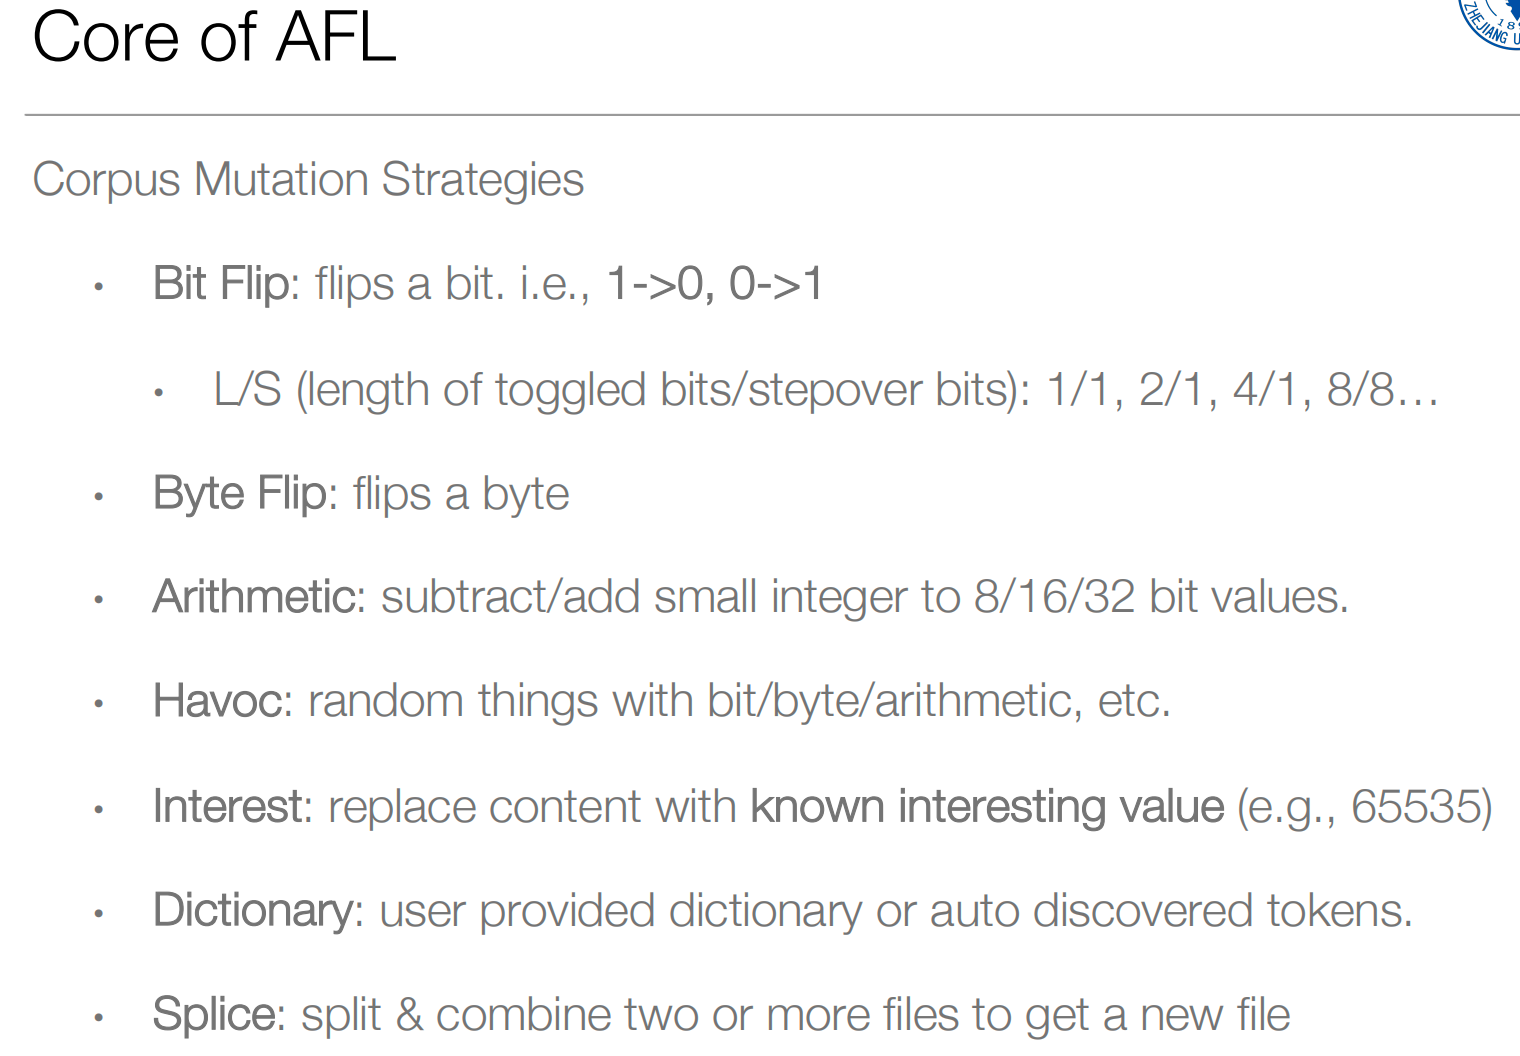 Core of AFL
ZHEJIANG U
Corpus Mutation Strategies
• Bit Flip: flips a bit. i.e., 1->0, 0->1
• L/S (length of toggled bits/stepover bits): 1/1, 2/1, 4/1, 8/8...
• Byte Flip: flips a byte
• Arithmetic: subtract/add small integer to 8/16/32 bit values.
• Havoc: random things with bit/byte/arithmetic, etc.
• Interest: replace content with known interesting value (e.g., 65535)
• Dictionary: user provided dictionary or auto discovered tokens.
• Splice: split & combine two or more files to get a new file